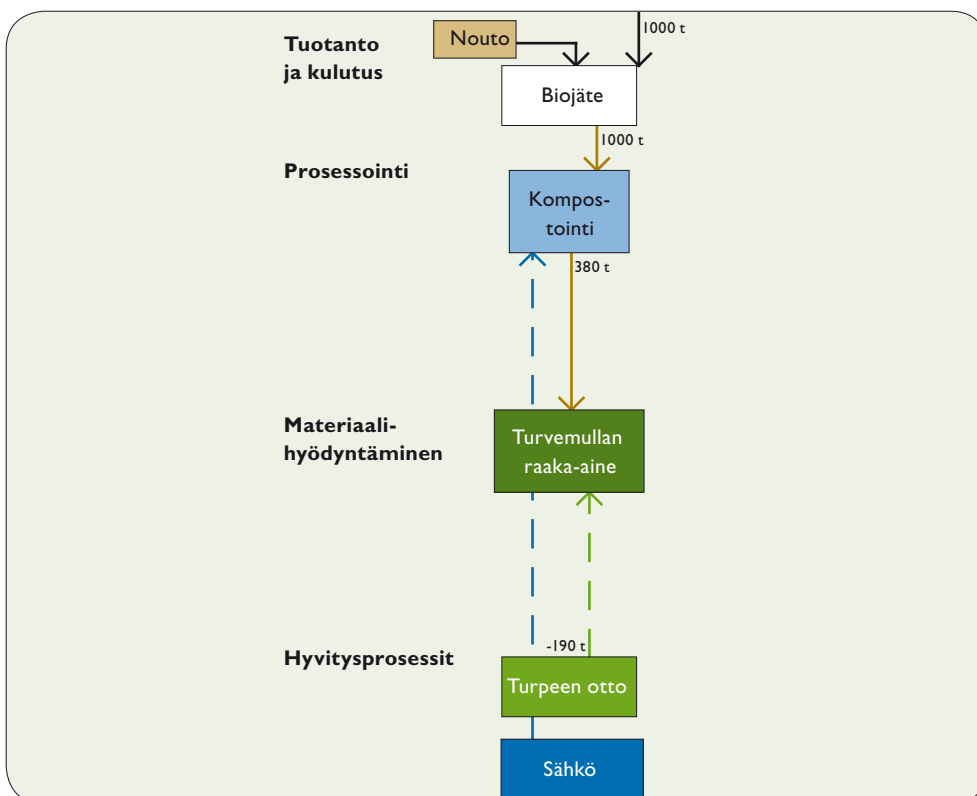 1000 t
Nouto
Tuotanto
ja kulutus
Biojäte
1000 t
Prosessointi
Kompos-
tointi
380 t
Materiaali-
hyödyntäminen
Turvemullan
raaka-aine
-190 t
Hyvitysprosessit
Turpeen otto
Sähkö